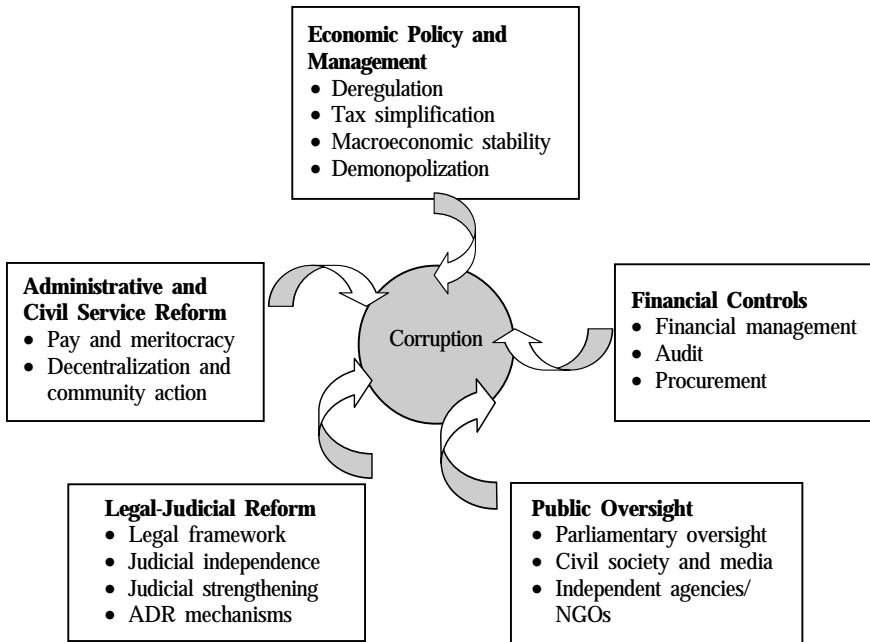 Economic Policy and
Management
• Deregulation
• Tax simplification
• Macroeconomic stability
• Demonopolization
Administrative and
Civil Service Reform
• Pay and meritocracy
• Decentralization and
community action
Corruption
Financial Controls
• Financial management
• Audit
• Procurement
Legal-Judicial Reform
• Legal framework
• Judicial independence
• Judicial strengthening
• ADR mechanisms
Public Oversight
• Parliamentary oversight
• Civil society and media
• Independent agencies/
NGOs